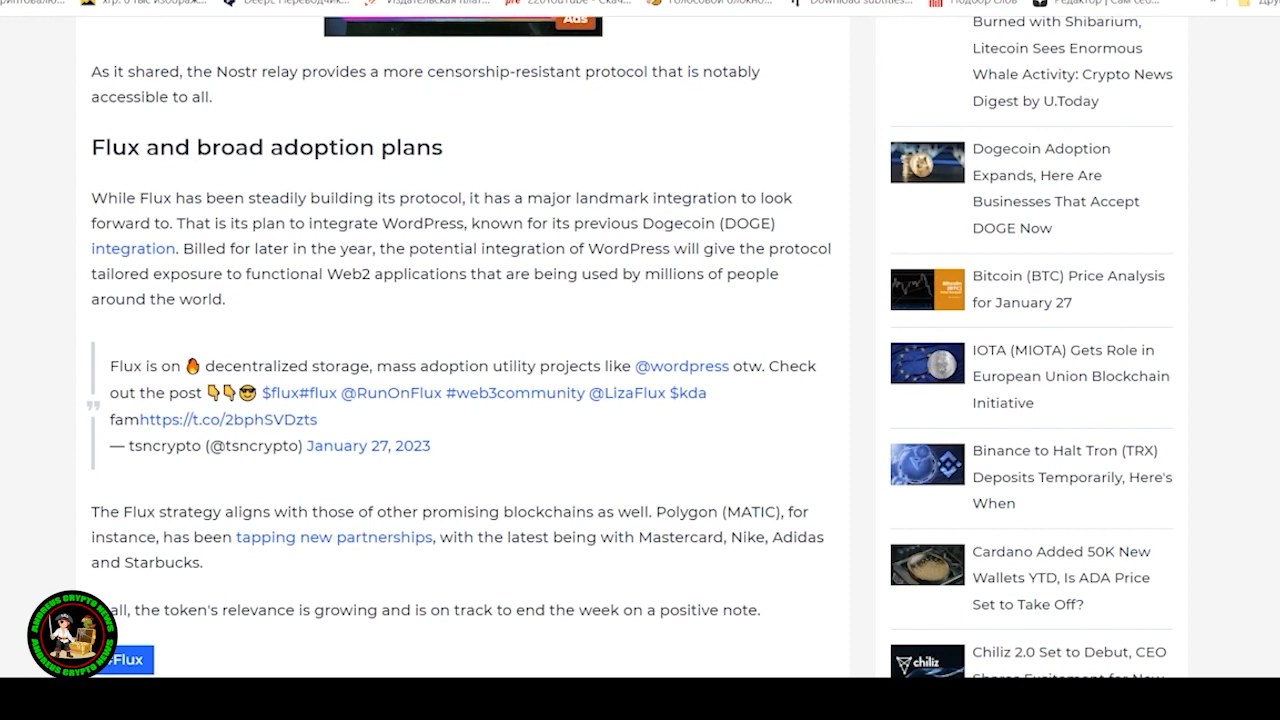 Ads
As it shared, the Nostr relay provides a more censorship-resistant protocol that is notably
accessible to all.
Flux and broad adoption plans
While Flux has been steadily building its protocol, it has a major landmark integration to look
forward to. That is its plan to integrate WordPress, known for its previous Dogecoin (DOGE)
integration. Billed for later in the year, the potential integration of WordPress will give the protocol
tailored exposure to functional Web2 applications that are being used by millions of people
around the world.
Flux is on 🔥 decentralized storage, mass adoption utility projects like @wordpress otw. Check
out the post 👇👇😎 $flux#flux @RunOnFlux #web3community @LizaFlux $kda
famhttps://t.co/2bphSVDzts
— tsncrypto (@tsncrypto) January 27, 2023
The Flux strategy aligns with those of other promising blockchains as well. Polygon (MATIC), for
instance, has been tapping new partnerships, with the latest being with Mastercard, Nike, Adidas
and Starbucks.
all, the token's relevance is growing and is on track to end the week on a positive note.
#Flux
ANDREUS CRYPTO NEWS
ANDREUS CRYPTO NEWS
Burned with Shibarium,
Litecoin Sees Enormous
Whale Activity: Crypto News
Digest by U.Today
Dogecoin Adoption
Expands, Here Are
Businesses That Accept
DOGE Now
Bitcoin (BTC) Price Analysis
for January 27
IOTA (MIOTA) Gets Role in
European Union Blockchain
Initiative
Binance to Halt Tron (TRX)
Deposits Temporarily, Here's
When
Cardano Added 50K New
Wallets YTD, Is ADA Price
Set to Take Off?
chiliz
Chiliz 2.0 Set to Debut, CEO